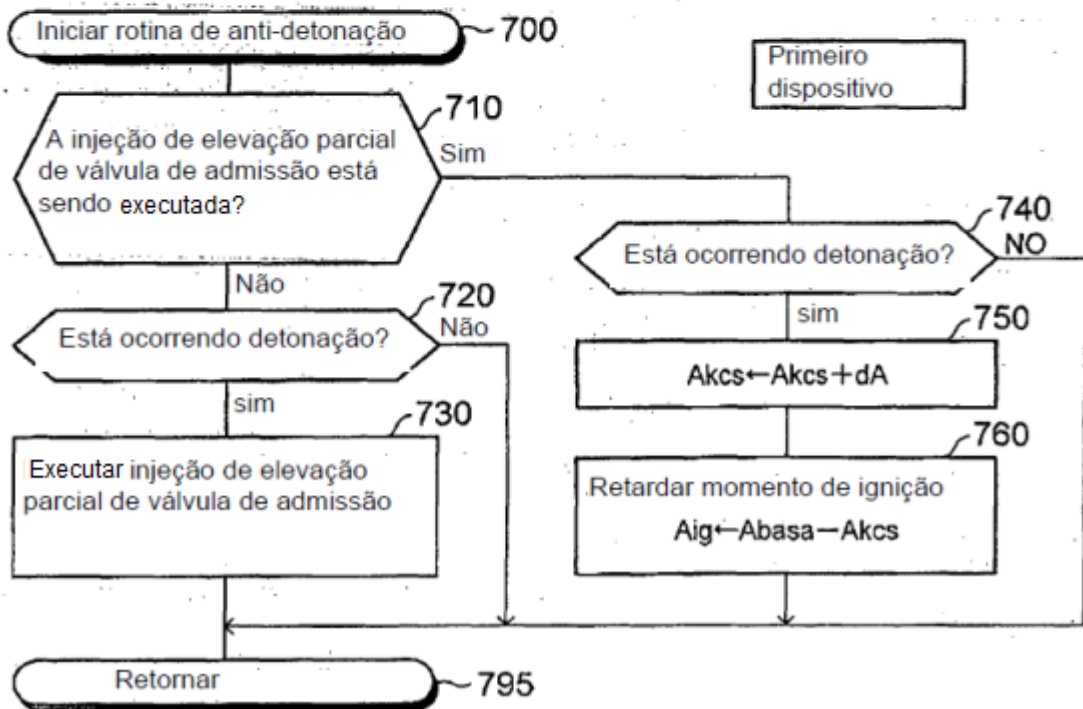 Iniciar rotina de anti-detonação
700
Primeiro
dispositivo
710
A injeção de elevação parcial
de válvula de admissão está
sendo executada?
Sim
Não
720
Está ocorrendo detonação?
Não
sim
730
Executar injeção de elevação
parcial de válvula de admissão
740
Está ocorrendo detonação?
NO
sim
750
Akcs←Akcs+dA
760
Retardar momento de ignição
Aig←Abasa−Akcs
Retornar
795